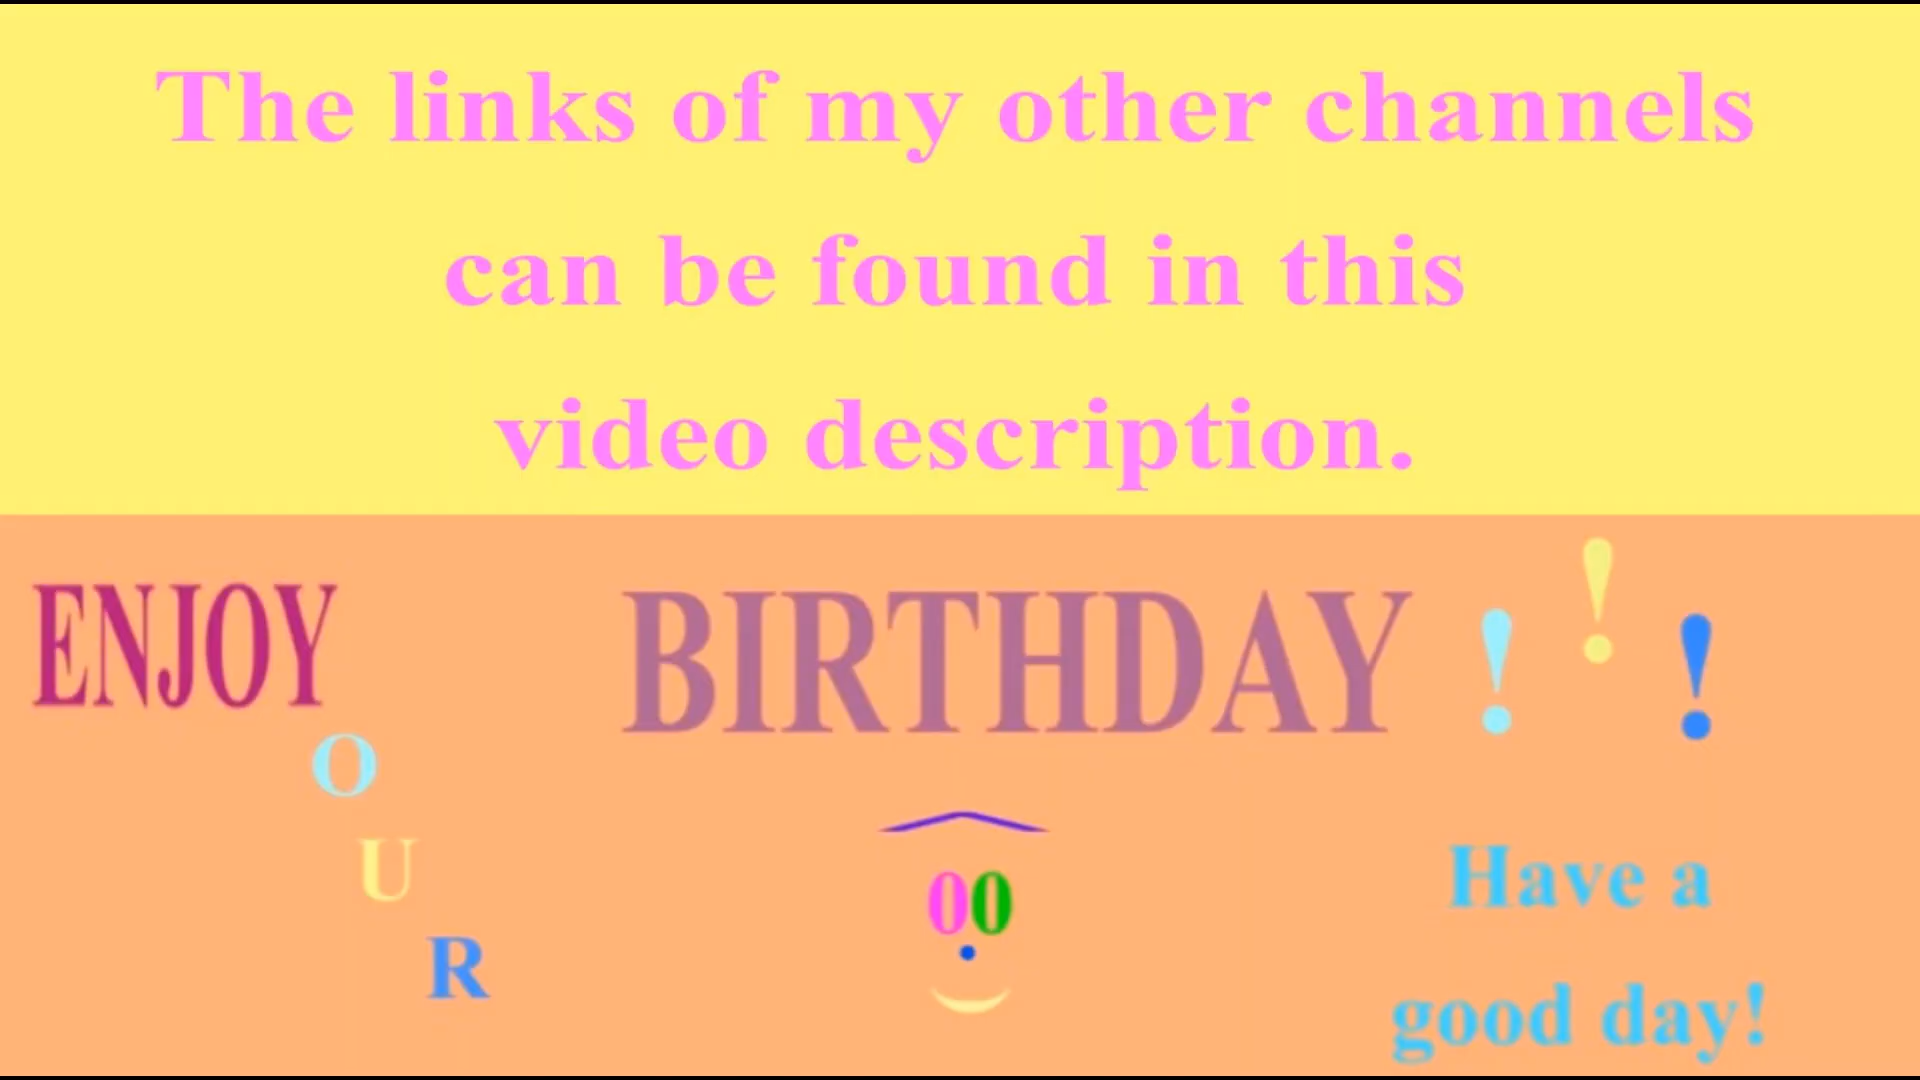 The links of my other channels
can be found in this
video description.
ENJOY
O
U
R
BIRTHDAY ! ! !
00
Have a
good day!